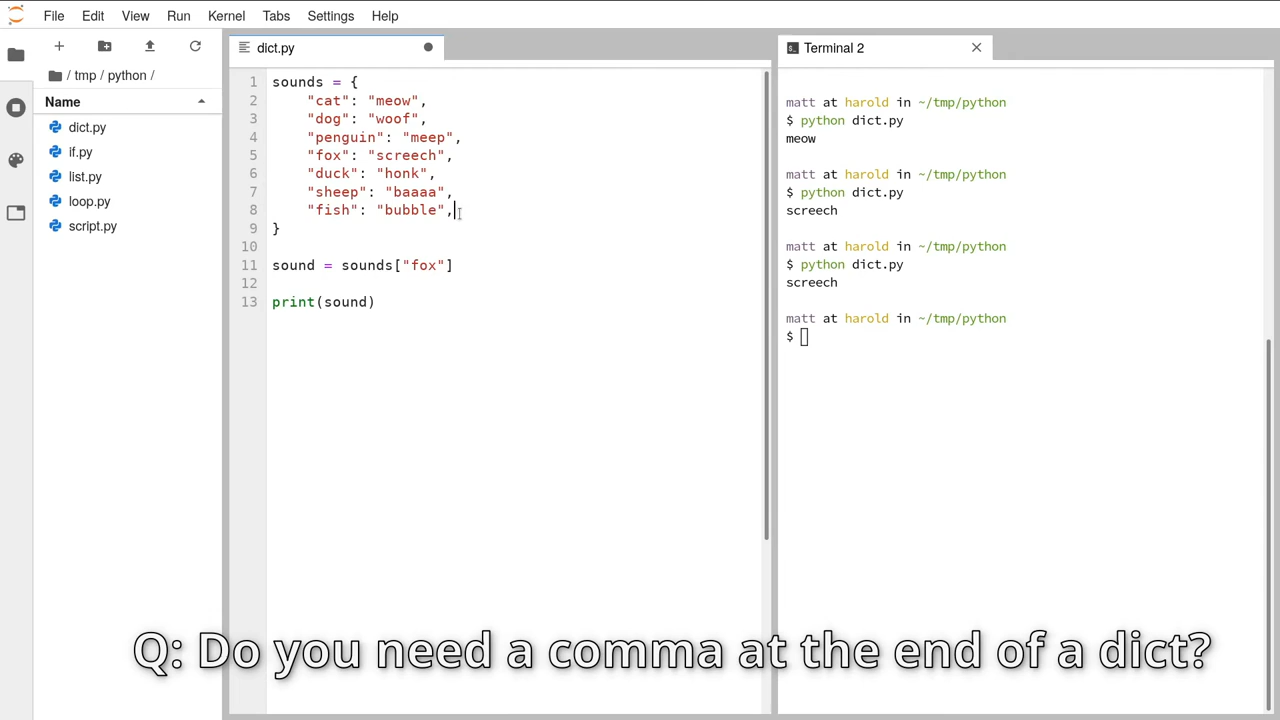 File Edit View Run Kernel Tabs Settings Help
/ tmp / python /
Name
dict.py
if.py
list.py
loop.py
script.py
dict.py
1 sounds = {
2 "cat": "meow",
3 "dog": "woof",
4 "penguin": "meep",
5 "fox": "screech",
6 "duck": "honk",
7 "sheep": "baaaa",
8 "fish": "bubble",
9 }
10
11 sound = sounds["fox"]
12
13 print(sound)
Terminal 2
matt at harold in ~/tmp/python
$ python dict.py
meow
matt at harold in ~/tmp/python
$ python dict.py
screech
matt at harold in ~/tmp/python
$ python dict.py
screech
matt at harold in ~/tmp/python
$
Q: Do you need a comma at the end of a dict?